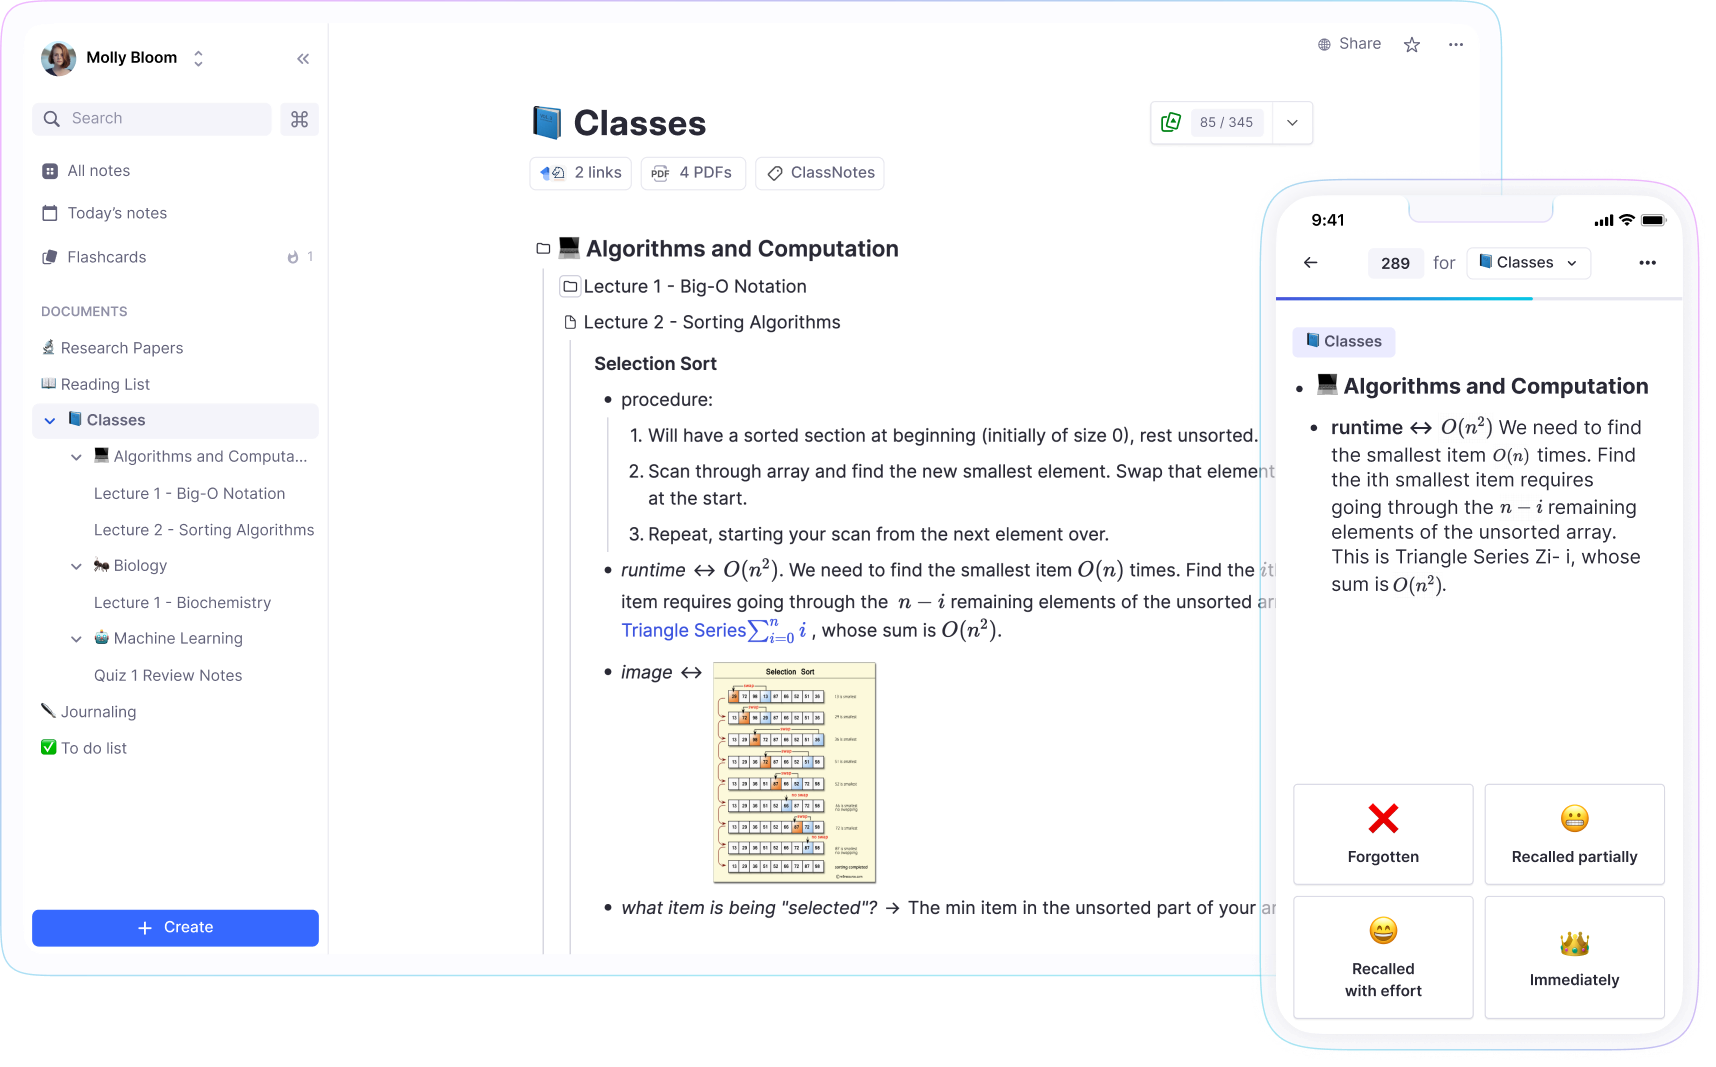 Molly Bloom
Search
All notes
Today's notes
Flashcards
1
DOCUMENTS
Research Papers
Reading List
Classes
Algorithms and Computa...
Lecture 1 - Big-O Notation
Lecture 2 - Sorting Algorithms
Biology
Lecture 1 - Biochemistry
Machine Learning
Quiz 1 Review Notes
Journaling
To do list
+ Create
Share
Classes
85 / 345
2 links
PDF 4 PDFs
ClassNotes
Algorithms and Computation
Lecture 1 - Big-O Notation
Lecture 2 - Sorting Algorithms
Selection Sort
• procedure:
1. Will have a sorted section at beginning (initially of size 0), rest unsorted.
2. Scan through array and find the new smallest element. Swap that element
at the start.
3. Repeat, starting your scan from the next element over.
• runtime ↔ O(n²). We need to find the smallest item O(n) times. Find the ith
item requires going through the n − i remaining elements of the unsorted
Triangle Series ∑ⁿᵢ₌₀ i , whose sum is O(n²).
• image ↔
Selection Sort
• what item is being "selected"? → The min item in the unsorted part of your
9:41
289 for Classes
Classes
• Algorithms and Computation
• runtime ↔ O(n²) We need to find
the smallest item O(n) times. Find
the ith smallest item requires
going through the n − i remaining
elements of the unsorted array.
This is Triangle Series Zi- i, whose
sum is O(n²).
Forgotten
Recalled partially
Recalled
with effort
Immediately